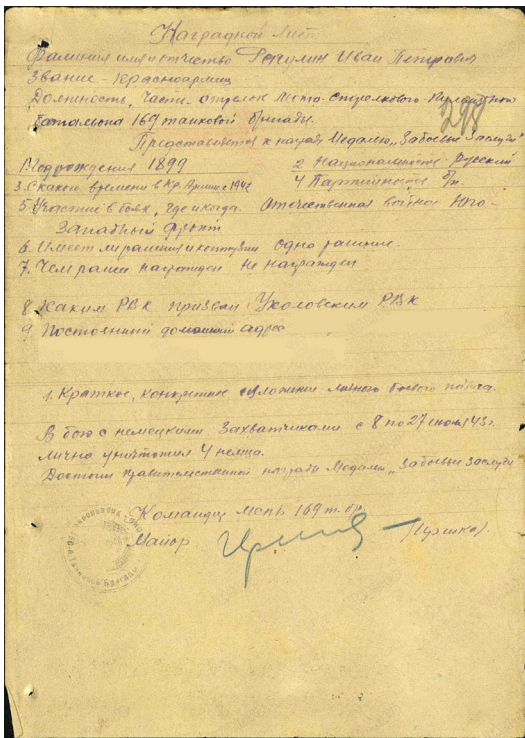 Наградной Лист
Фамилия имя и отчество Иван Петрович
Звание - Красноармеец
Должность, часть. стрелок Мото-стрелкового-Пулеметного
батальона 169 танковой бригады. 298
Представляется к награде Медалью, "За боевые заслуги"
1 Год рождения 1899 2 Национальность Русский
3. С какого времени в Кр. Армии с 1942 4 Партийность б/п.
5 Участие в боях, где и когда. Отечественная война Юго-
Западный фронт
6. Имеет ли ранения и контузии одно ранение.
7. Чем ранее награжден не награжден
8 Каким РВК призван Уколовским РВК
9. Постоянный домашний адрес
1. Краткое, конкретное изложение личного боевого подвига.
В бою с немецкими захватчиками с 8 по 27 43 г.
лично уничтожил 4 немца.
Достоин правительственной награды Медали "За боевые заслуги"
Командир МСПБ 169 т. бр.
Майор
Танковой Бригады